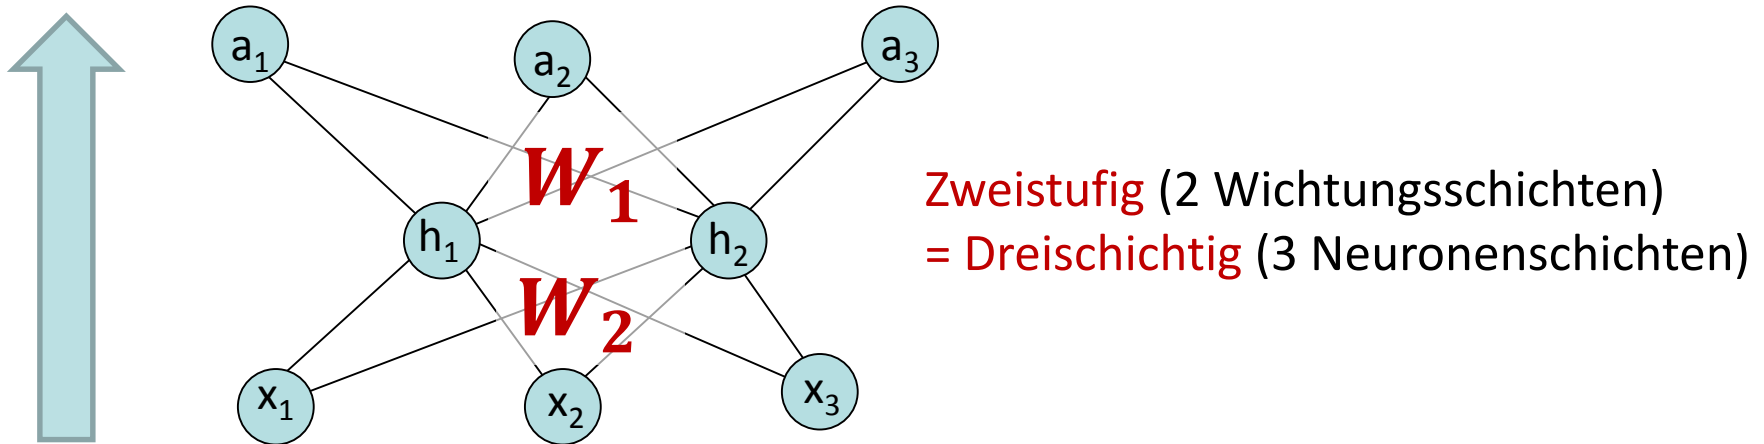 a₁ a₂ a₃
W₁
h₁ h₂
W₂
x₁ x₂ x₃
Zweistufig (2 Wichtungsschichten)
= Dreischichtig (3 Neuronenschichten)